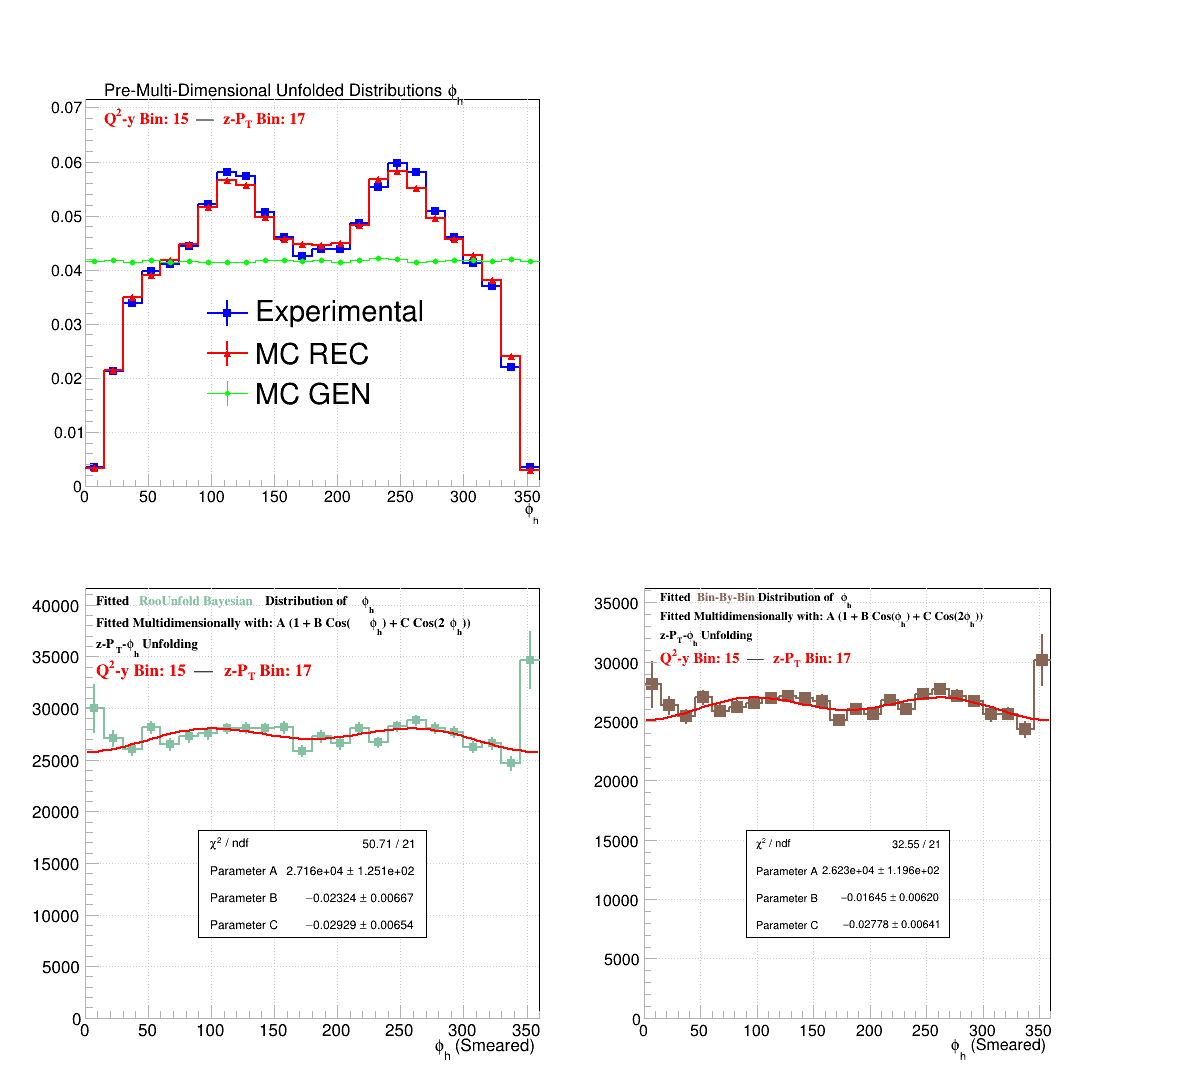 Pre-Multi-Dimensional Unfolded Distributions ϕh
Q²-y Bin: 15 — z-PT Bin: 17
0.07
0.06
0.05
0.04
0.03
0.02
0.01
0
Experimental
MC REC
MC GEN
0 50 100 150 200 250 300 350
ϕh
Fitted RooUnfold Bayesian Distribution of ϕh
Fitted Multidimensionally with: A (1 + B Cos( ϕh) + C Cos(2 ϕh))
z-PT-ϕh Unfolding
Q²-y Bin: 15 — z-PT Bin: 17
40000
35000
30000
25000
20000
15000
10000
5000
0
χ² / ndf 50.71 / 21
Parameter A 2.716e+04 ± 1.251e+02
Parameter B −0.02324 ± 0.00667
Parameter C −0.02929 ± 0.00654
0 50 100 150 200 250 300 350
ϕh (Smeared)
Fitted Bin-By-Bin Distribution of ϕh
Fitted Multidimensionally with: A (1 + B Cos(ϕh) + C Cos(2ϕh))
z-PT-ϕh Unfolding
Q²-y Bin: 15 — z-PT Bin: 17
35000
30000
25000
20000
15000
10000
5000
0
χ² / ndf 32.55 / 21
Parameter A 2.623e+04 ± 1.196e+02
Parameter B −0.01645 ± 0.00620
Parameter C −0.02778 ± 0.00641
0 50 100 150 200 250 300 350
ϕh (Smeared)